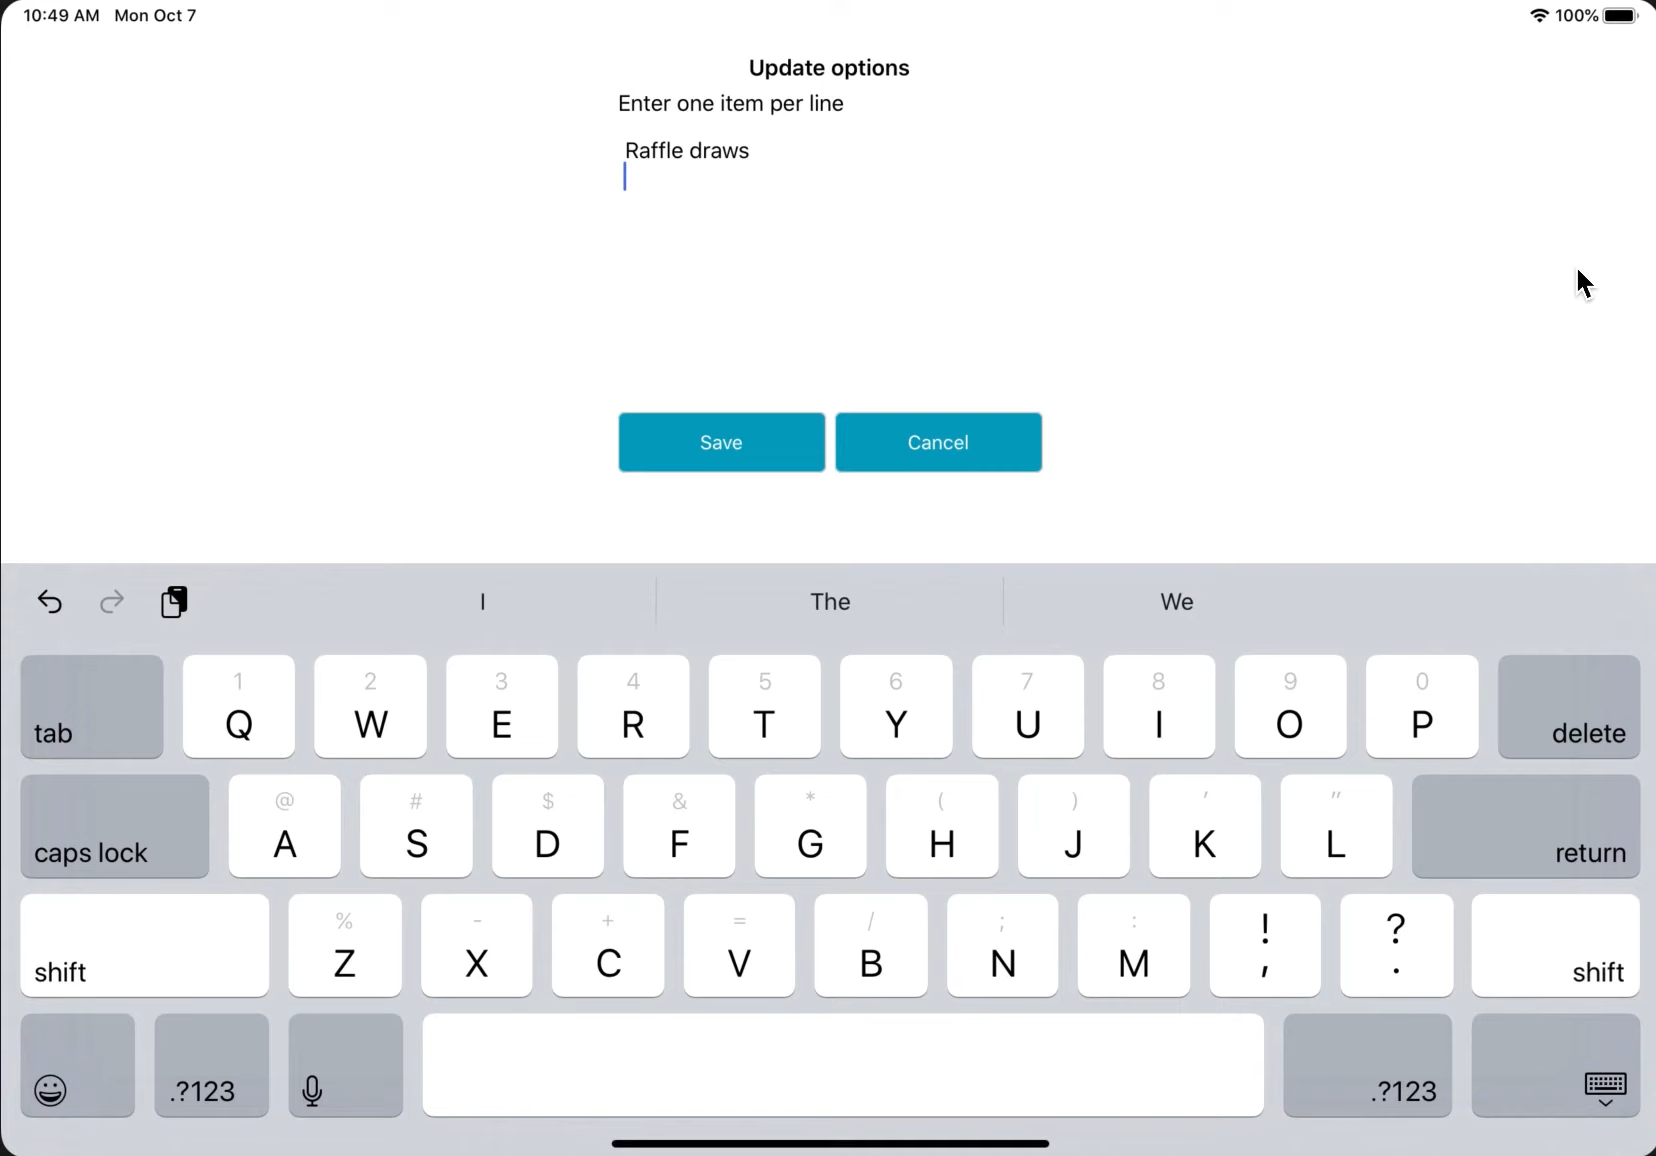 10:49 AM Mon Oct 7 100%
Update options
Enter one item per line
Raffle draws
Save Cancel
I The We
tab 1 Q 2 W 3 E 4 R 5 T 6 Y 7 U 8 I 9 O 0 P delete
caps lock @ A # S $ D & F * G ( H ) J ' K " L return
shift % Z - X + C = V / B ; N : M ! , ? . shift
.?123 .?123